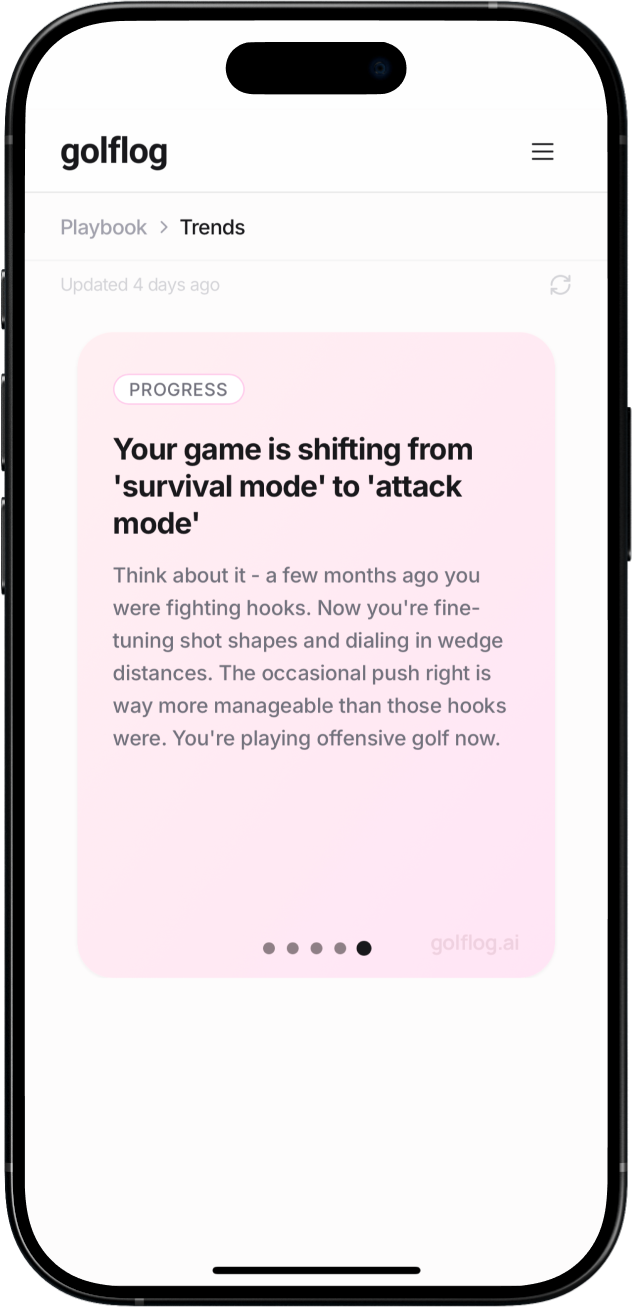 golflog
Playbook > Trends
Updated 4 days ago
PROGRESS
Your game is shifting from
'survival mode' to 'attack
mode'
Think about it - a few months ago you
were fighting hooks. Now you're fine-
tuning shot shapes and dialing in wedge
distances. The occasional push right is
way more manageable than those hooks
were. You're playing offensive golf now.
golflog.ai